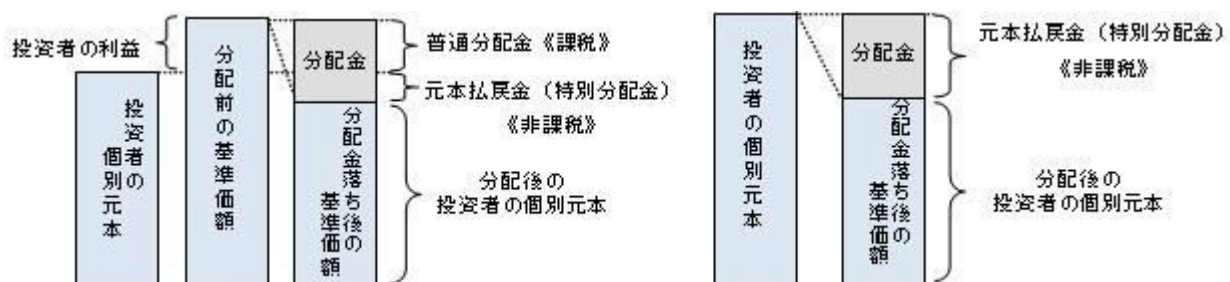 投資者の利益
投資者の
個別元本
分配前の基準価額
分配金
分配金落ち後の
基準価額
普通分配金《課税》
元本払戻金（特別分配金）
《非課税》
分配後の
投資者の個別元本
投資者の個別元本
分配金
分配金落ち後の
基準価額
元本払戻金（特別分配金）
《非課税》
分配後の
投資者の個別元本